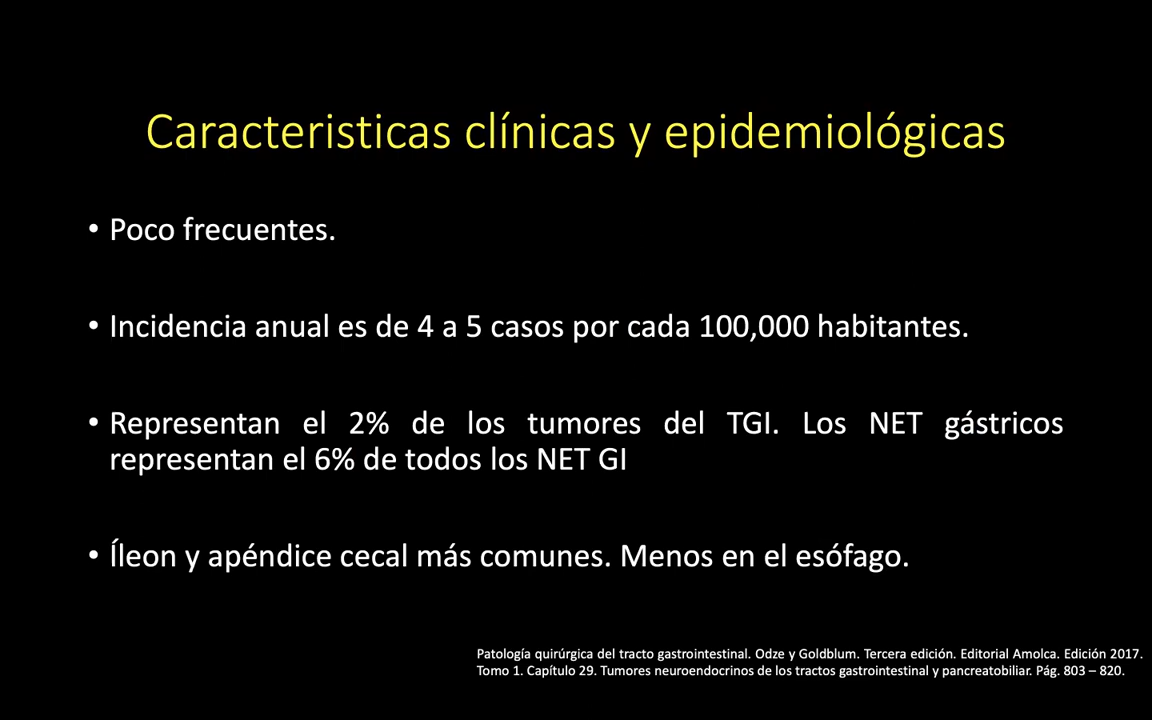 Caracteristicas clínicas y epidemiológicas
• Poco frecuentes.
• Incidencia anual es de 4 a 5 casos por cada 100,000 habitantes.
• Representan el 2% de los tumores del TGI. Los NET gástricos
representan el 6% de todos los NET GI
• Íleon y apéndice cecal más comunes. Menos en el esófago.
Patología quirúrgica del tracto gastrointestinal. Odze y Goldblum. Tercera edición. Editorial Amolca. Edición 2017.
Tomo 1. Capítulo 29. Tumores neuroendocrinos de los tractos gastrointestinal y pancreatobiliar. Pág. 803 – 820.